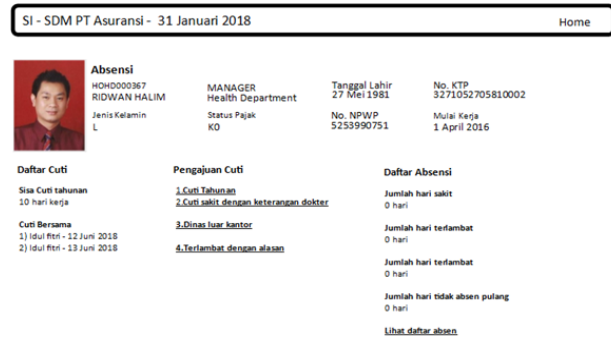 SI - SDM PT Asuransi - 31 Januari 2018
Home
Absensi
HOHD000367
RIDWAN HALIM
MANAGER
Health Department
Tanggal Lahir
27 Mei 1981
No. KTP
3271052705810002
Jenis Kelamin
L
Status Pajak
K0
No. NPWP
5253990751
Mulai Kerja
1 April 2016
Daftar Cuti
Sisa Cuti tahunan
10 hari kerja
Cuti Bersama
1) Idul fitri - 12 Juni 2018
2) Idul fitri - 13 Juni 2018
Pengajuan Cuti
1.Cuti Tahunan
2.Cuti sakit dengan keterangan dokter
3.Dinas luar kantor
4.Terlambat dengan alasan
Daftar Absensi
Jumlah hari sakit
0 hari
Jumlah hari terlambat
0 hari
Jumlah hari terlambat
0 hari
Jumlah hari tidak absen pulang
0 hari
Lihat daftar absen